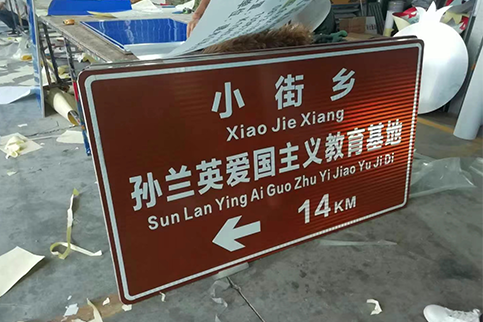 小街乡
Xiao Jie Xiang
孙兰英爱国主义教育基地
Sun Lan Ying Ai Guo Zhu Yi Jiao Yu Ji Di
14KM